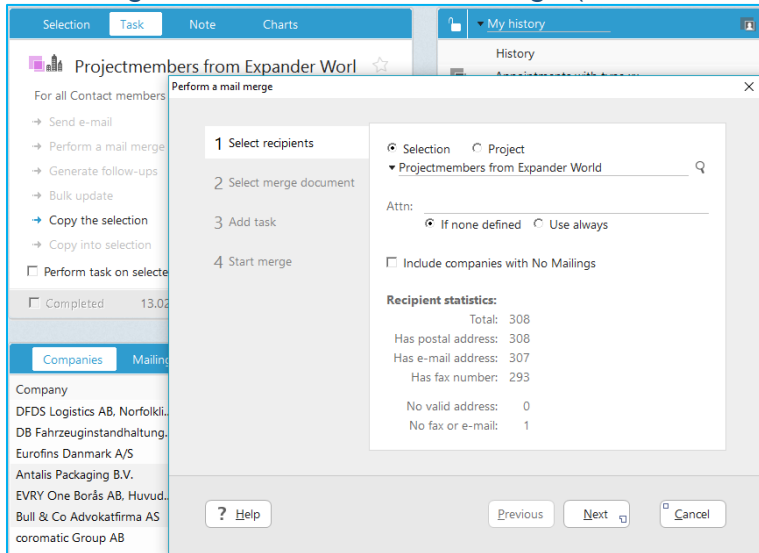 Selection Task Note Charts
My history
Projectmembers from Expander Worl
History
For all Contact members
Perform a mail merge
→ Send e-mail
→ Perform a mail merge
→ Generate follow-ups
→ Bulk update
→ Copy the selection
→ Copy into selection
Perform task on selecte
Completed 13.02
Companies Mailing
Company
DFDS Logistics AB, Norfolkli..
DB Fahrzeuginstandhaltung.
Eurofins Danmark A/S
Antalis Packaging B.V.
EVRY One Borås AB, Huvud..
Bull & Co Advokatfirma AS
coromatic Group AB
1 Select recipients
2 Select merge document
3 Add task
4 Start merge
Selection Project
Projectmembers from Expander World
Attn:
If none defined Use always
Include companies with No Mailings
Recipient statistics:
Total: 308
Has postal address: 308
Has e-mail address: 307
Has fax number: 293
No valid address: 0
No fax or e-mail: 1
? Help
Previous Next Cancel